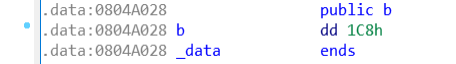 .data:0804A028 public b
.data:0804A028 b dd 1C8h
.data:0804A028 _data ends